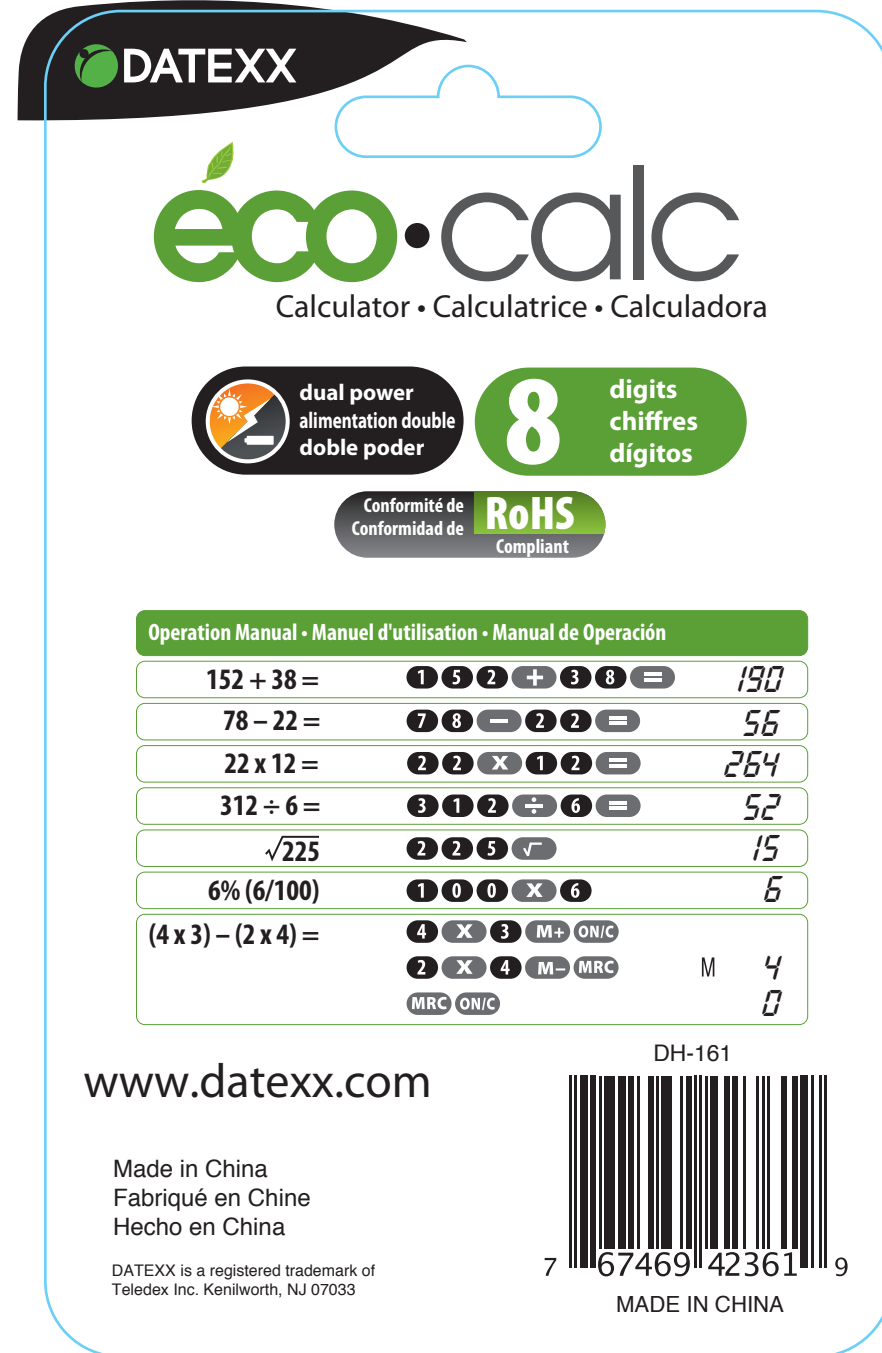 DATEXX
éco•calc
Calculator • Calculatrice • Calculadora
dual power
alimentation double
doble poder
8
digits
chiffres
dígitos
Conformité de
Conformidad de
RoHS
Compliant
Operation Manual • Manuel d'utilisation • Manual de Operación
152 + 38 = 1 5 2 + 3 8 = 190
78 – 22 = 7 8 – 2 2 = 56
22 x 12 = 2 2 X 1 2 = 264
312 ÷ 6 = 3 1 2 ÷ 6 = 52
√225 2 2 5 √ 15
6% (6/100) 1 0 0 X 6 6
(4 x 3) – (2 x 4) = 4 X 3 M+ ON/C
2 X 4 M– MRC M 4
MRC ON/C 0
www.datexx.com
DH-161
Made in China
Fabriqué en Chine
Hecho en China
DATEXX is a registered trademark of
Teledex Inc. Kenilworth, NJ 07033
7 67469 42361 9
MADE IN CHINA